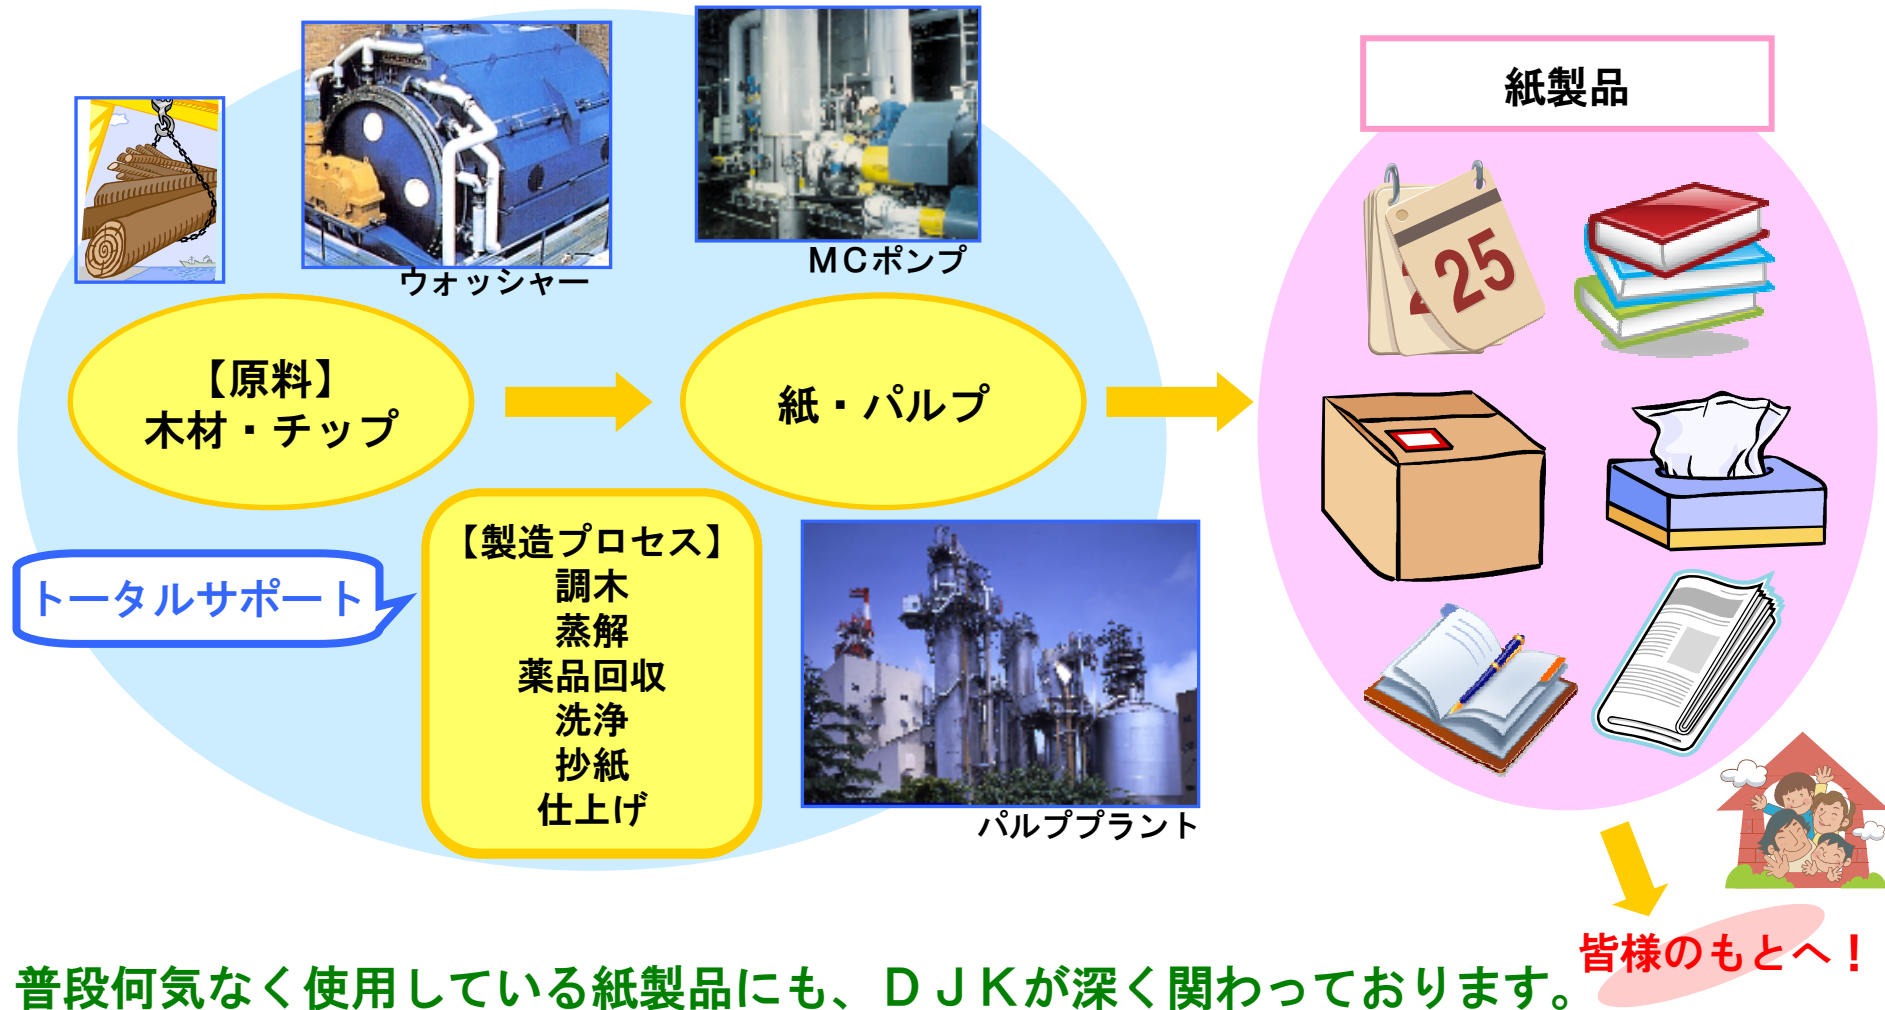 紙製品
25
MCポンプ
ウォッシャー
【原料】
木材・チップ
紙・パルプ
【製造プロセス】
調木
蒸解
薬品回収
洗浄
抄紙
仕上げ
トータルサポート
パルププラント
皆様のもとへ！
普段何気なく使用している紙製品にも、ＤＪＫが深く関わっております。